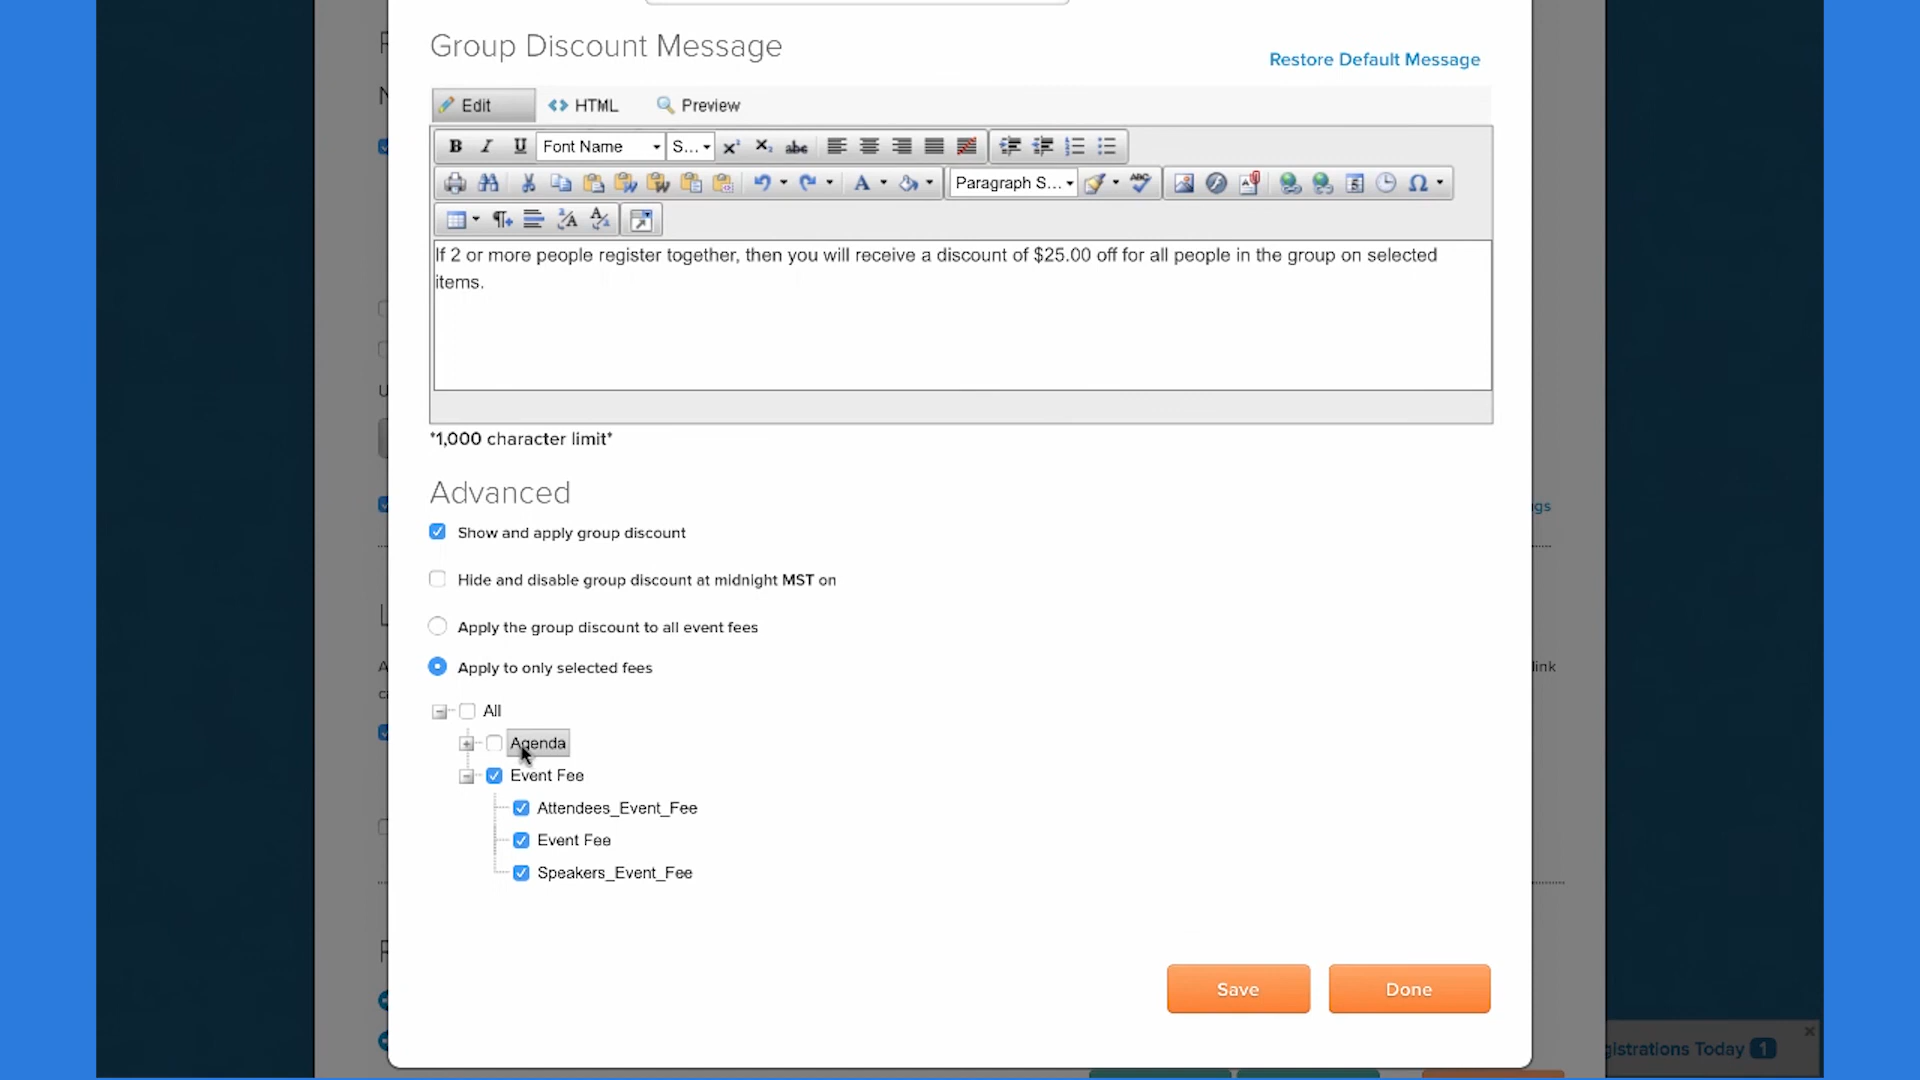 Group Discount Message
Restore Default Message
Edit
HTML
Preview
B I U Font Name S... abc
Paragraph S...
If 2 or more people register together, then you will receive a discount of $25.00 off for all people in the group on selected
items.
*1,000 character limit*
Advanced
Show and apply group discount
gs
Hide and disable group discount at midnight MST on
Apply the group discount to all event fees
Apply to only selected fees
link
All
Agenda
Event Fee
Attendees_Event_Fee
Event Fee
Speakers_Event_Fee
Save
Done
gistrations Today 1